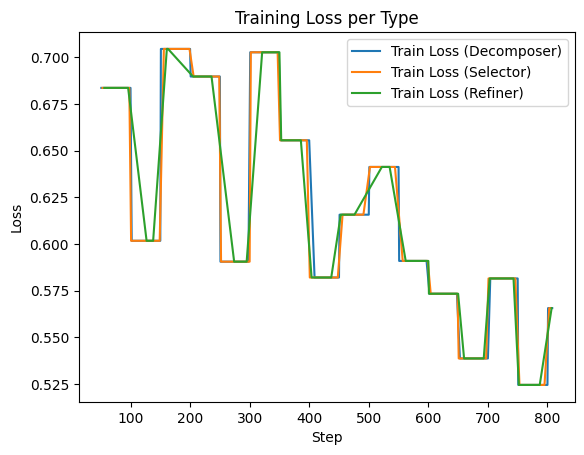 Training Loss per Type
Train Loss (Decomposer)
Train Loss (Selector)
Train Loss (Refiner)
Loss
0.700
0.675
0.650
0.625
0.600
0.575
0.550
0.525
100 200 300 400 500 600 700 800
Step